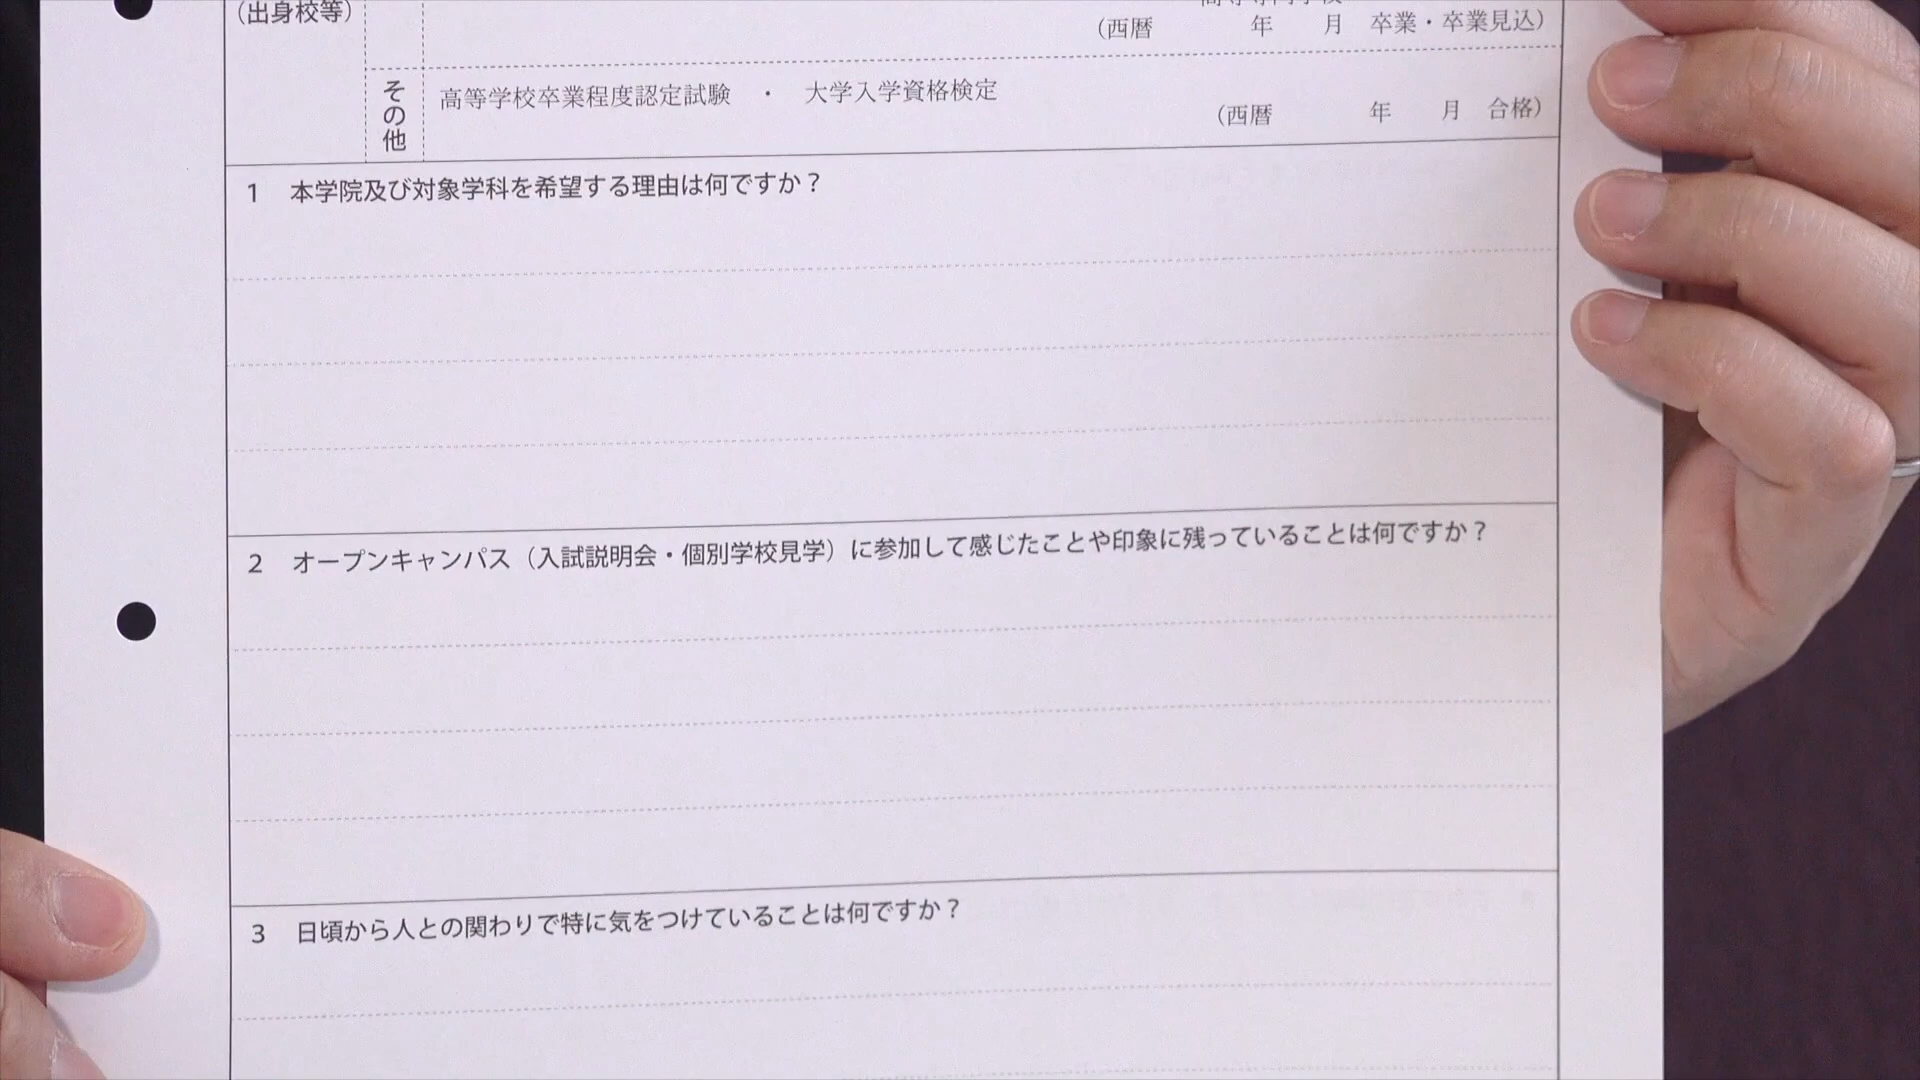 （出身校等）
（西暦　　年　　月　卒業・卒業見込）
その他
高等学校卒業程度認定試験　・　大学入学資格検定
（西暦　　年　　月　合格）
1　本学院及び対象学科を希望する理由は何ですか？
2　オープンキャンパス（入試説明会・個別学校見学）に参加して感じたことや印象に残っていることは何ですか？
3　日頃から人との関わりで特に気をつけていることは何ですか？